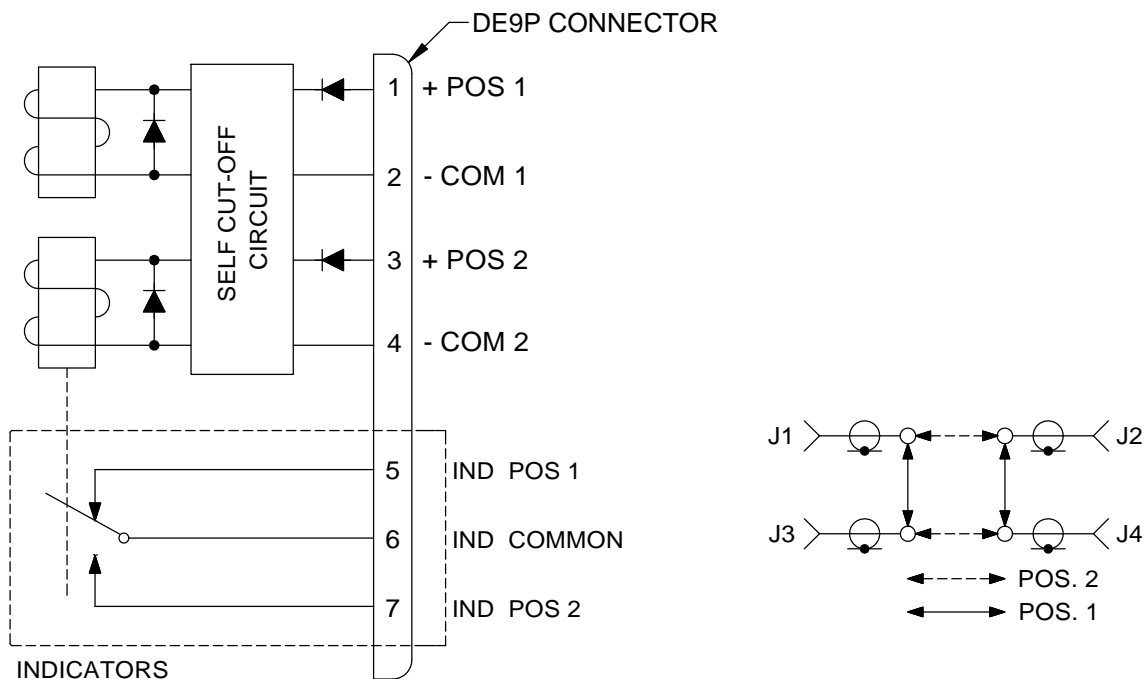 DE9P CONNECTOR
1 + POS 1
2 - COM 1
3 + POS 2
4 - COM 2
SELF CUT-OFF
CIRCUIT
5 IND POS 1
6 IND COMMON
7 IND POS 2
INDICATORS
J1 J2
J3 J4
POS. 2
POS. 1